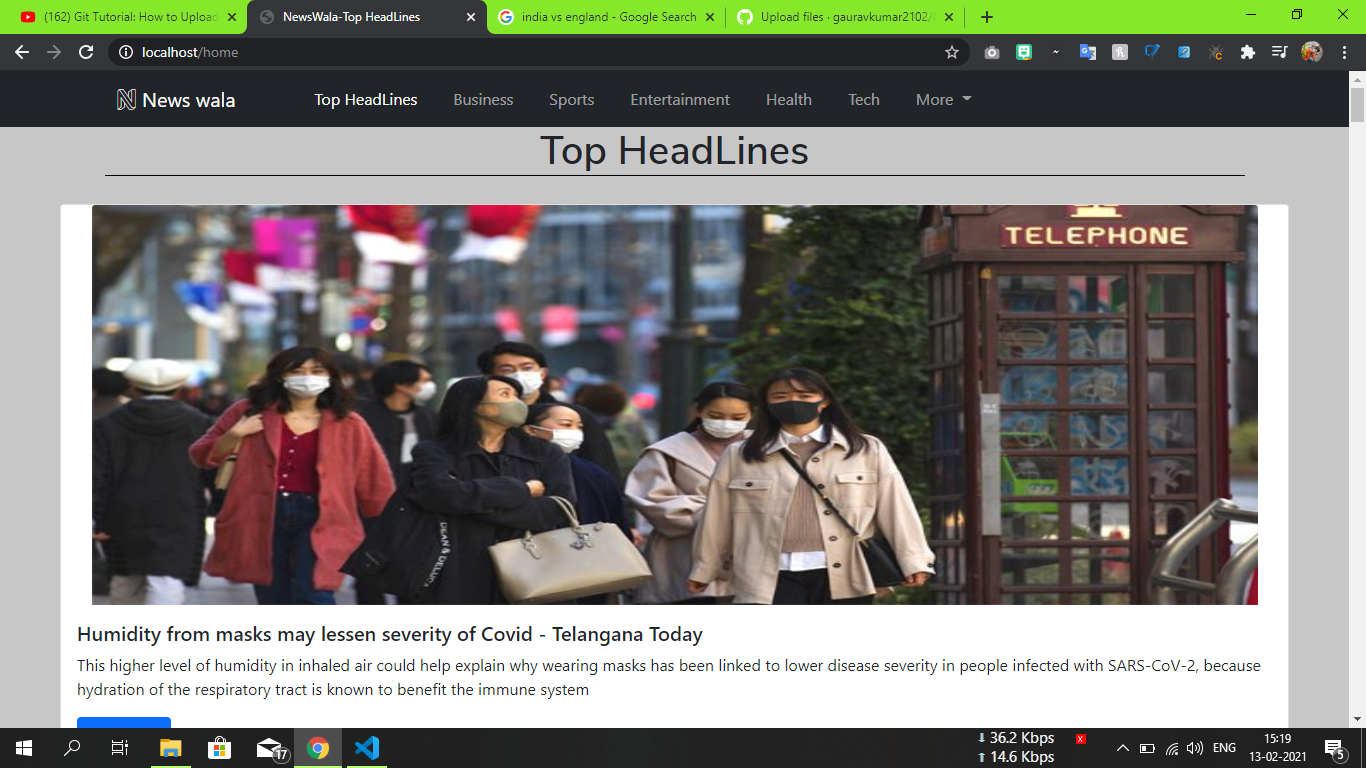 (162) Git Tutorial: How to Upload
NewsWala-Top HeadLines
india vs england - Google Search
Upload files · gauravkumar2102/
localhost/home
News wala
Top HeadLines
Business
Sports
Entertainment
Health
Tech
More
Top HeadLines
TELEPHONE
DEAN & DELUCA
Humidity from masks may lessen severity of Covid - Telangana Today
This higher level of humidity in inhaled air could help explain why wearing masks has been linked to lower disease severity in people infected with SARS-CoV-2, because
hydration of the respiratory tract is known to benefit the immune system
17
36.2 Kbps
14.6 Kbps
ENG
15:19
13-02-2021
5